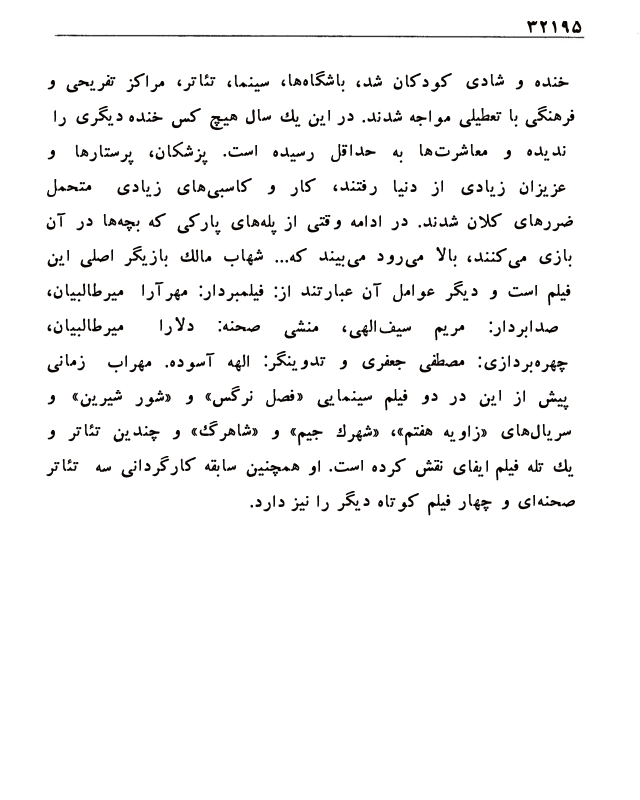 ۳۲۱۹۵
خنده و شادی کودکان شد، باشگاه‌ها، سینما، تئاتر، مراکز تفریحی و
فرهنگی با تعطیلی مواجه شدند. در این یك سال هیچ کس خنده دیگری را
ندیده و معاشرت‌ها به حداقل رسیده است. پزشکان، پرستارها و
عزیزان زیادی از دنیا رفتند، کار و کاسبی‌های زیادی متحمل
ضررهای کلان شدند. در ادامه وقتی از پله‌های پارکی که بچه‌ها در آن
بازی می‌کنند، بالا می‌رود می‌بیند که... شهاب مالك بازیگر اصلی این
فیلم است و دیگر عوامل آن عبارتند از: فیلمبردار: مهرآرا میرطالبیان،
صدابردار: مریم سیف‌الهی، منشی صحنه: دلارا میرطالبیان،
چهره‌پردازی: مصطفی جعفری و تدوینگر: الهه آسوده. مهراب زمانی
پیش از این در دو فیلم سینمایی «فصل نرگس» و «شور شیرین» و
سریال‌های «زاویه هفتم»، «شهرك جیم» و «شاهرگ» و چندین تئاتر و
یك تله فیلم ایفای نقش کرده است. او همچنین سابقه کارگردانی سه تئاتر
صحنه‌ای و چهار فیلم کوتاه دیگر را نیز دارد.